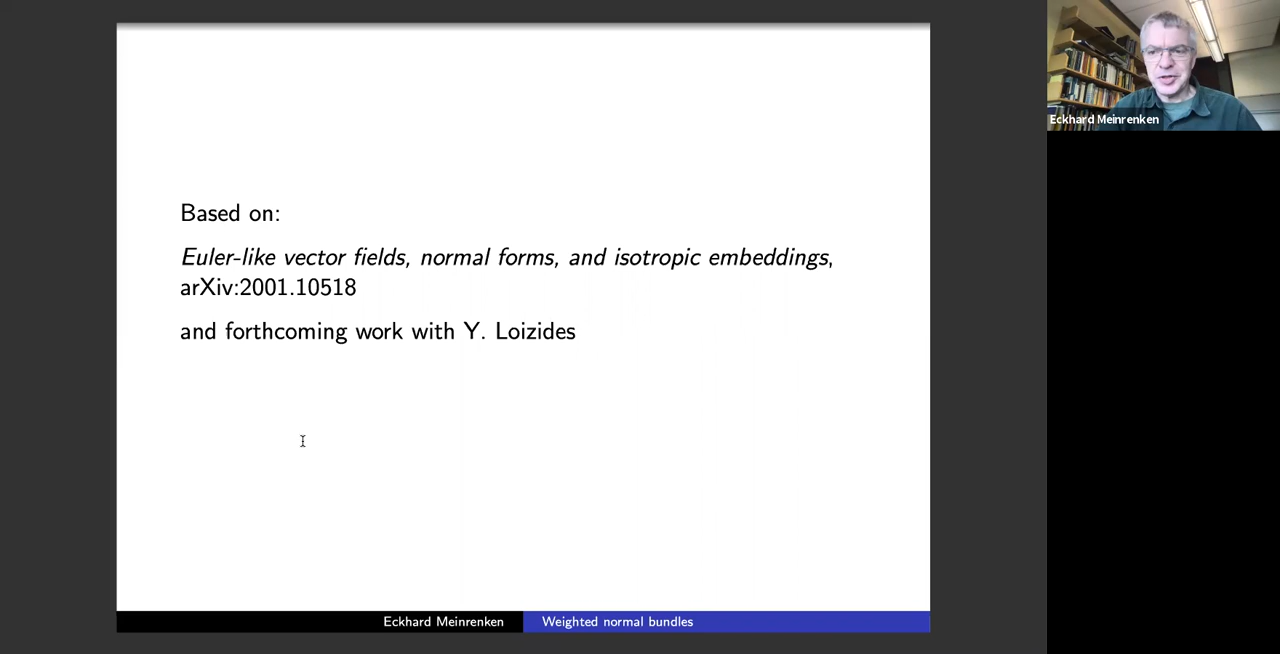 Based on:
Euler-like vector fields, normal forms, and isotropic embeddings,
arXiv:2001.10518
and forthcoming work with Y. Loizides
Eckhard Meinrenken
Weighted normal bundles
Eckhard Meinrenken